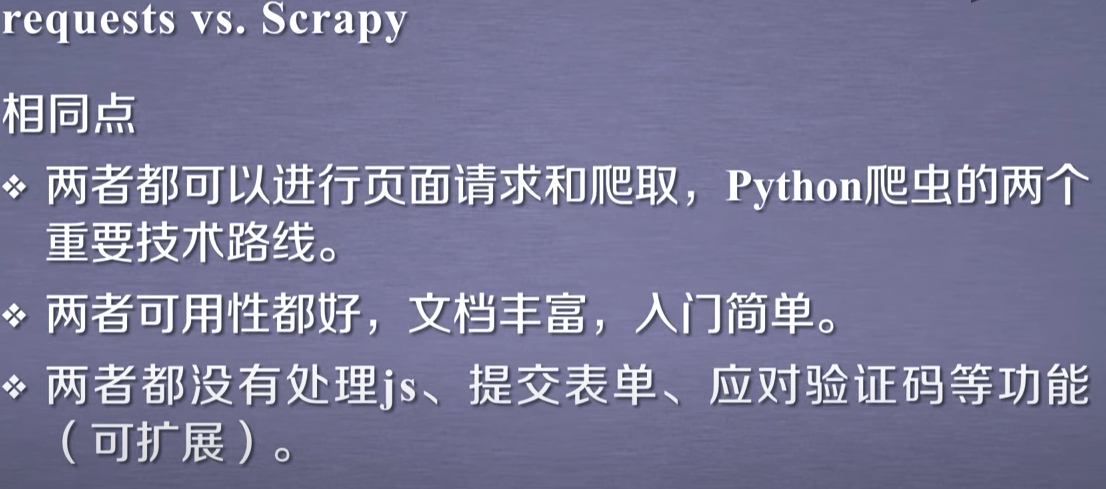 requests vs. Scrapy
相同点
❖ 两者都可以进行页面请求和爬取，Python爬虫的两个
重要技术路线。
❖ 两者可用性都好，文档丰富，入门简单。
❖ 两者都没有处理js、提交表单、应对验证码等功能
（可扩展）。